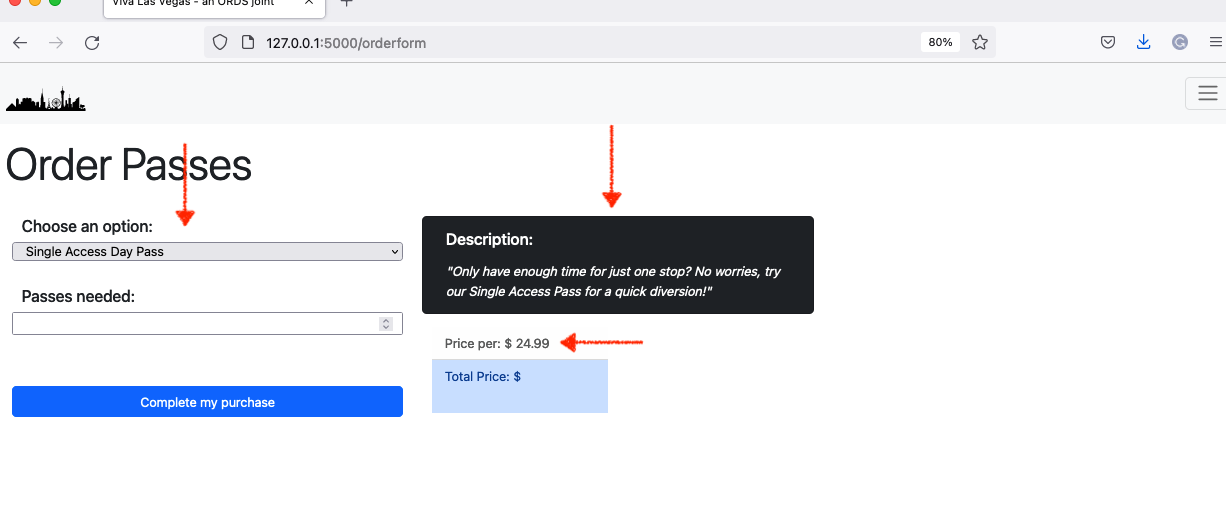 Viva Las Vegas - an ORDS joint
127.0.0.1:5000/orderform
80%
Order Passes
Choose an option:
Single Access Day Pass
Passes needed:
Complete my purchase
Description:
"Only have enough time for just one stop? No worries, try
our Single Access Pass for a quick diversion!"
Price per: $ 24.99
Total Price: $